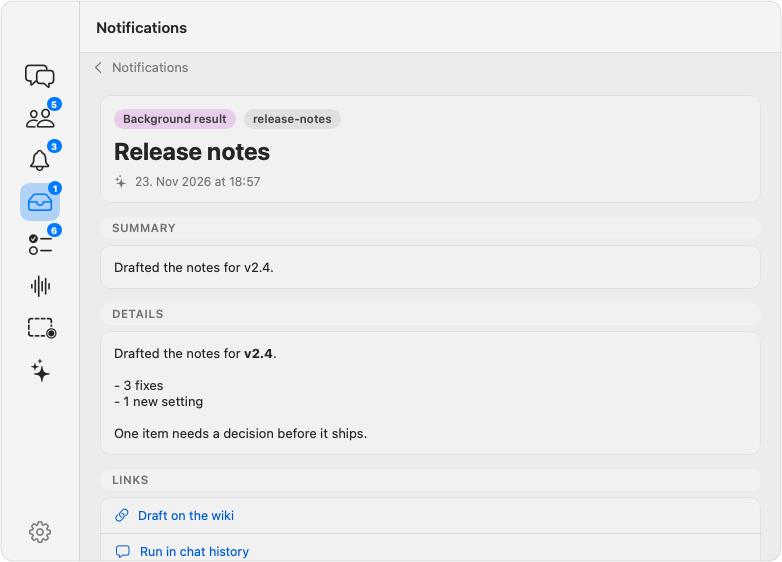 Notifications
Notifications
5
3
1
6
Background result
release-notes
Release notes
23. Nov 2026 at 18:57
SUMMARY
Drafted the notes for v2.4.
DETAILS
Drafted the notes for v2.4.
- 3 fixes
- 1 new setting
One item needs a decision before it ships.
LINKS
Draft on the wiki
Run in chat history